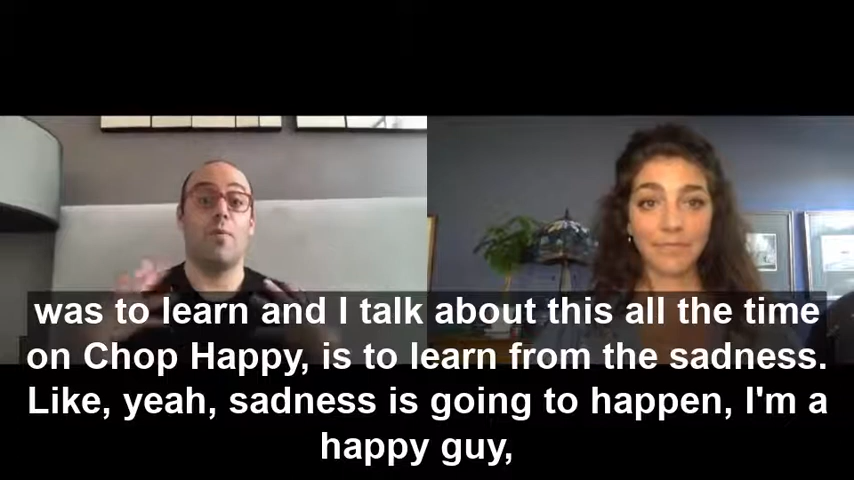 was to learn and I talk about this all the time
on Chop Happy, is to learn from the sadness.
Like, yeah, sadness is going to happen, I'm a
happy guy,